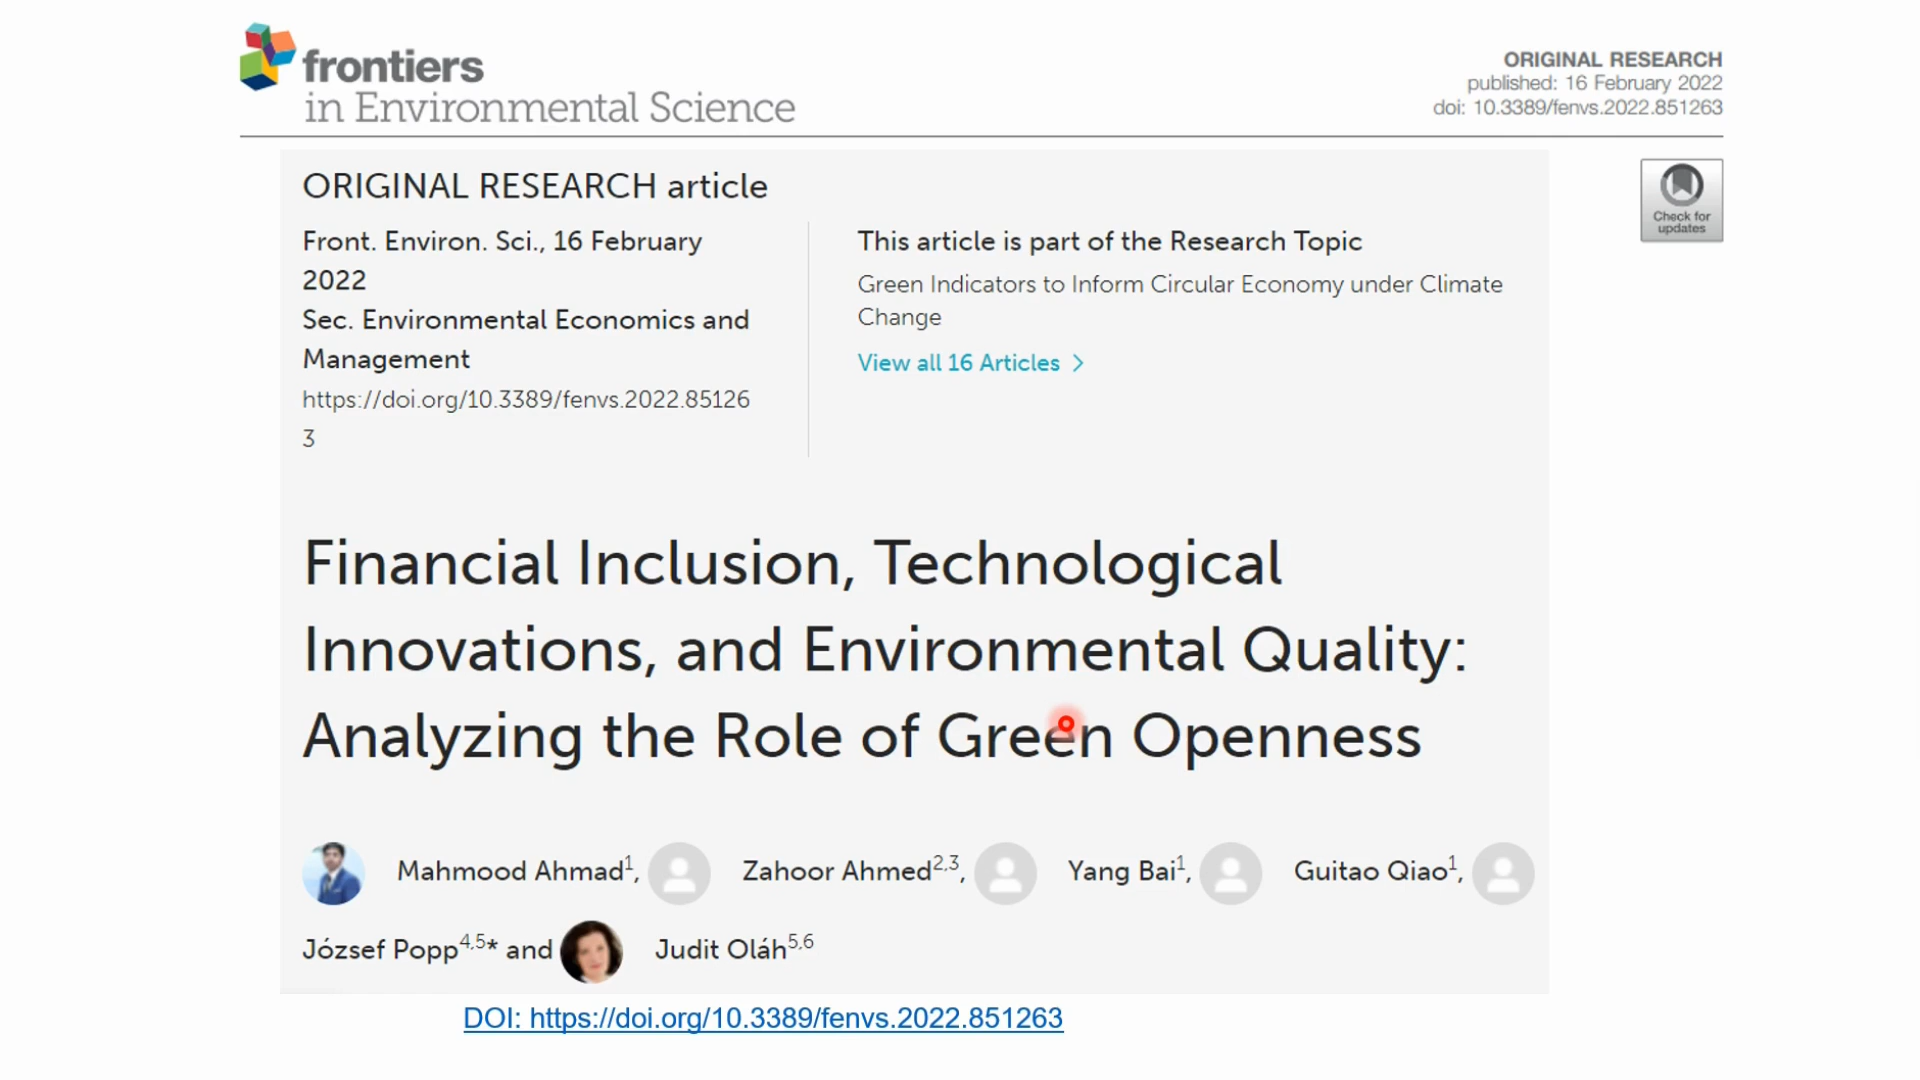 frontiers
in Environmental Science
ORIGINAL RESEARCH
published: 16 February 2022
doi: 10.3389/fenvs.2022.851263
Check for
updates
ORIGINAL RESEARCH article
Front. Environ. Sci., 16 February
2022
Sec. Environmental Economics and
Management
https://doi.org/10.3389/fenvs.2022.85126
3
This article is part of the Research Topic
Green Indicators to Inform Circular Economy under Climate
Change
View all 16 Articles >
Financial Inclusion, Technological
Innovations, and Environmental Quality:
Analyzing the Role of Green Openness
Mahmood Ahmad1, Zahoor Ahmed2,3, Yang Bai1, Guitao Qiao1,
József Popp4,5* and Judit Oláh5,6
DOI: https://doi.org/10.3389/fenvs.2022.851263